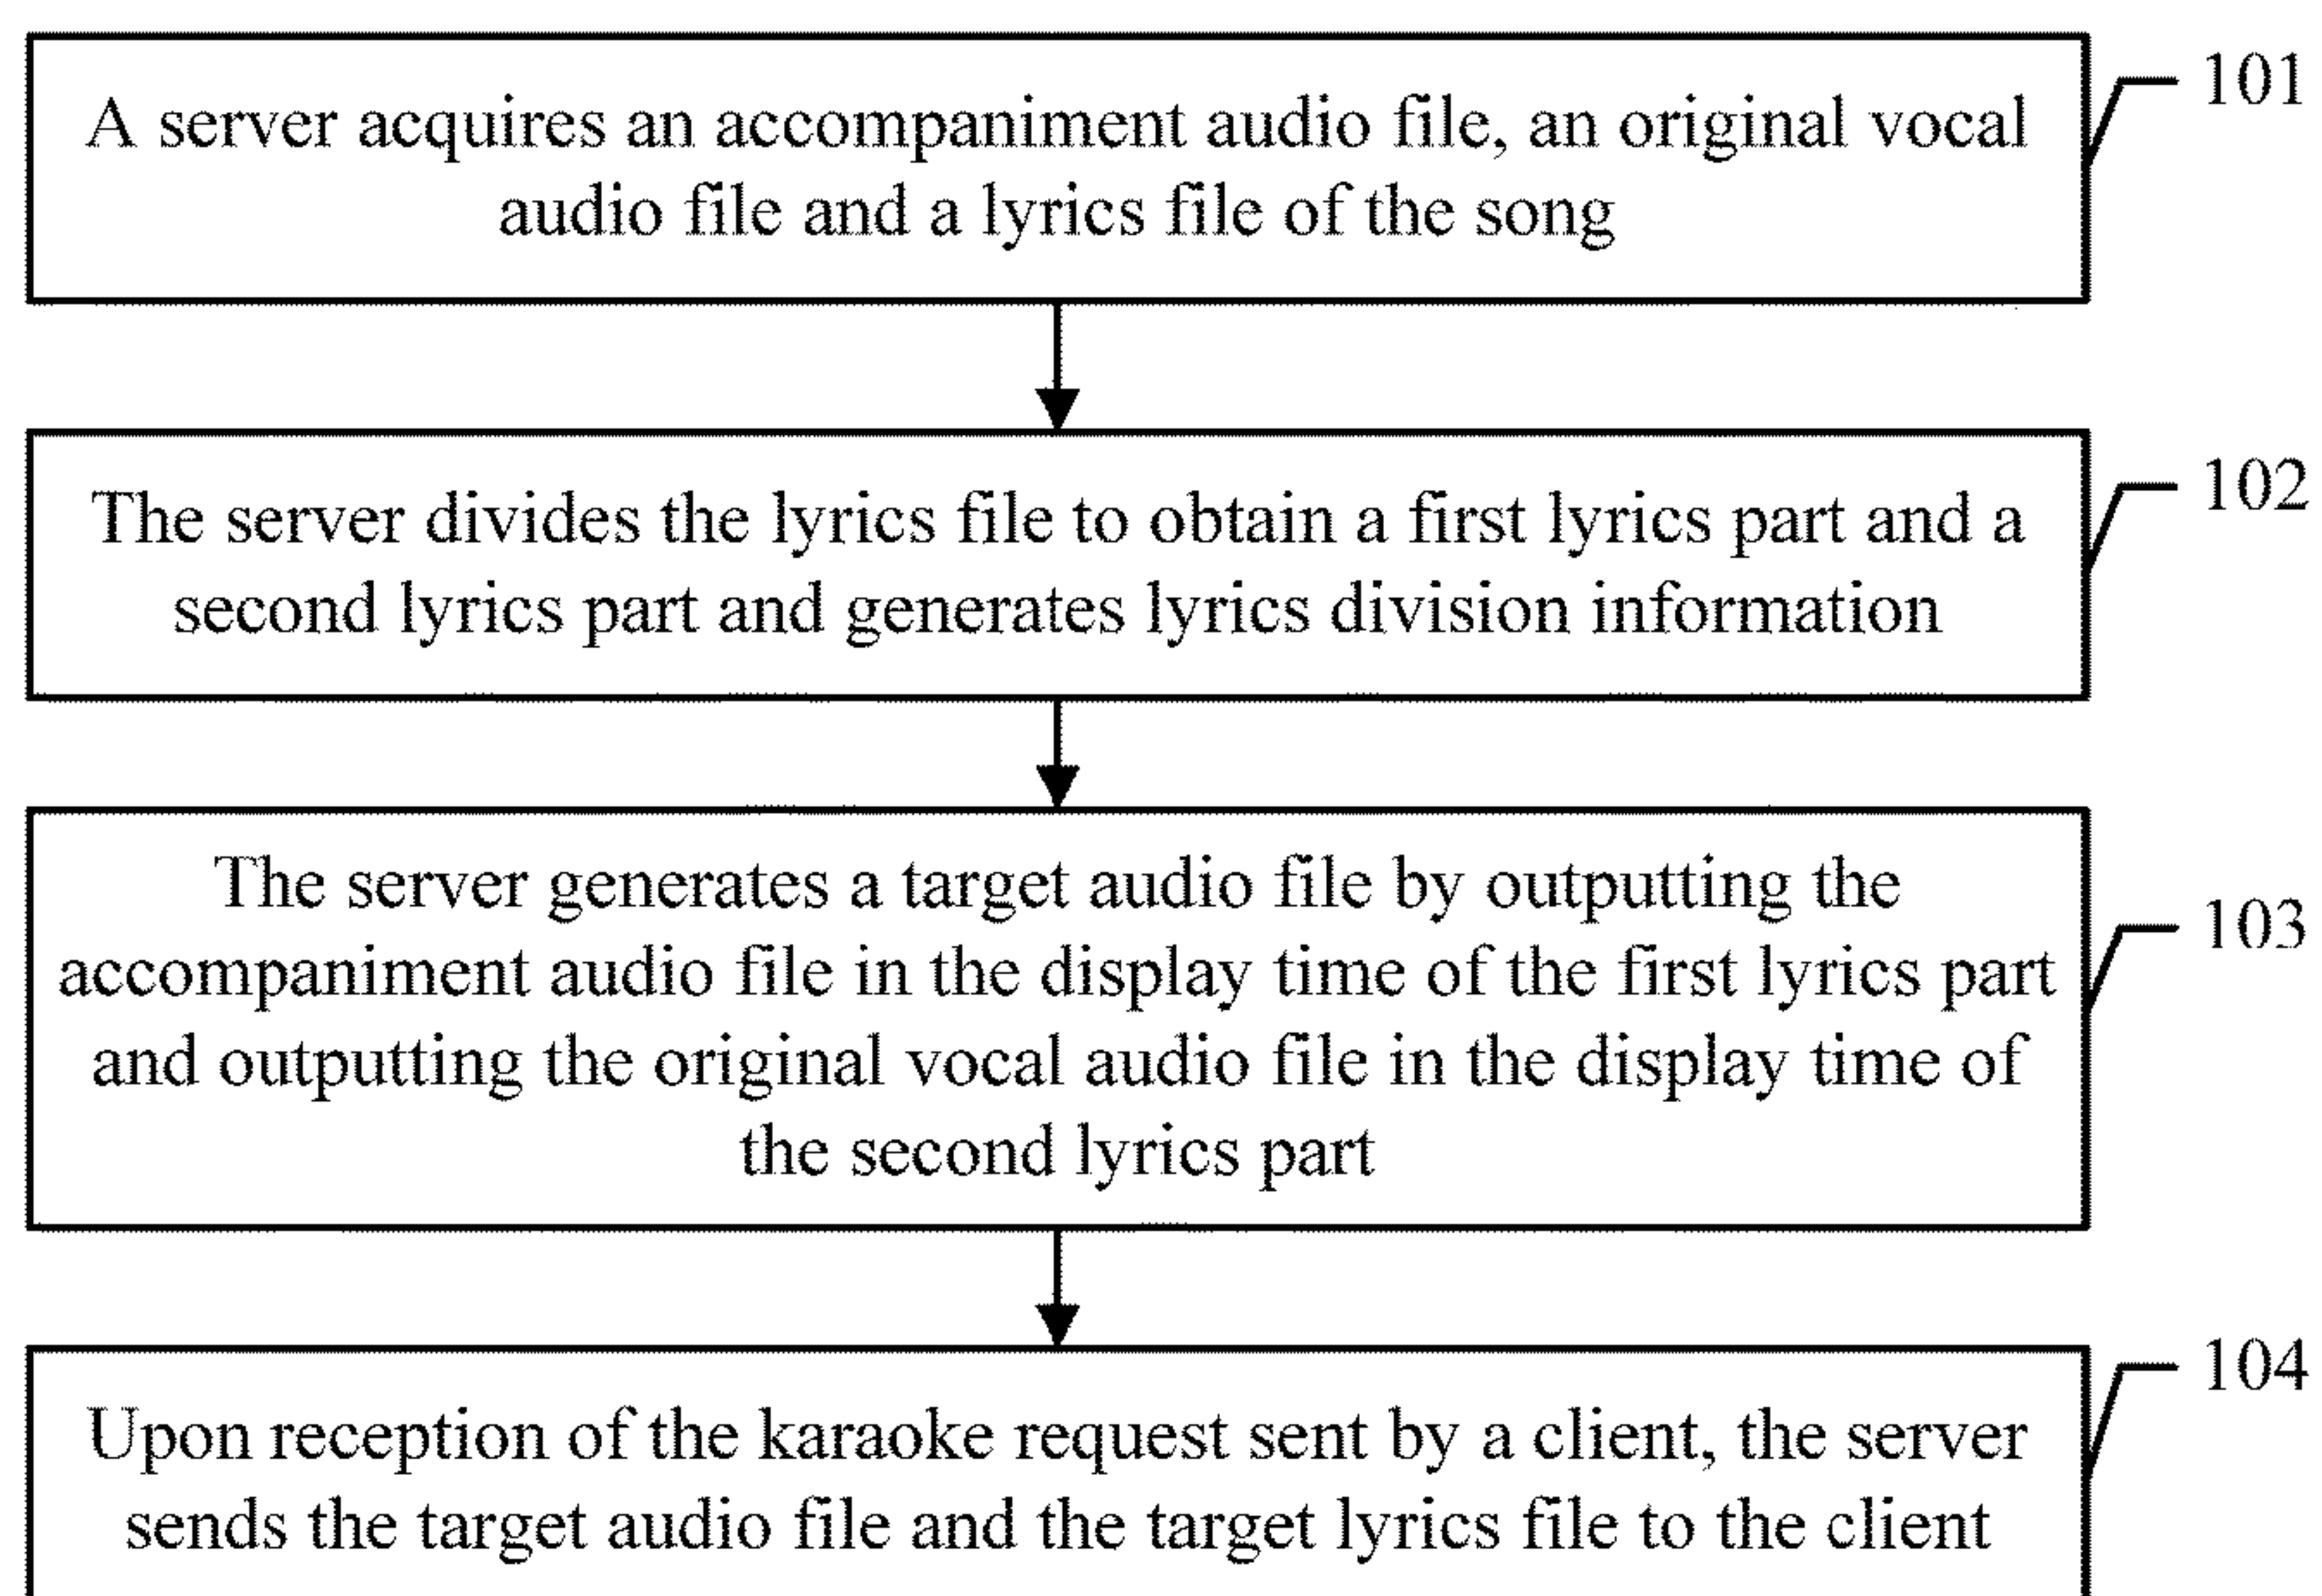 A server acquires an accompaniment audio file, an original vocal
audio file and a lyrics file of the song
101
The server divides the lyrics file to obtain a first lyrics part and a
second lyrics part and generates lyrics division information
102
The server generates a target audio file by outputting the
accompaniment audio file in the display time of the first lyrics part
and outputting the original vocal audio file in the display time of
the second lyrics part
103
Upon reception of the karaoke request sent by a client, the server
sends the target audio file and the target lyrics file to the client
104